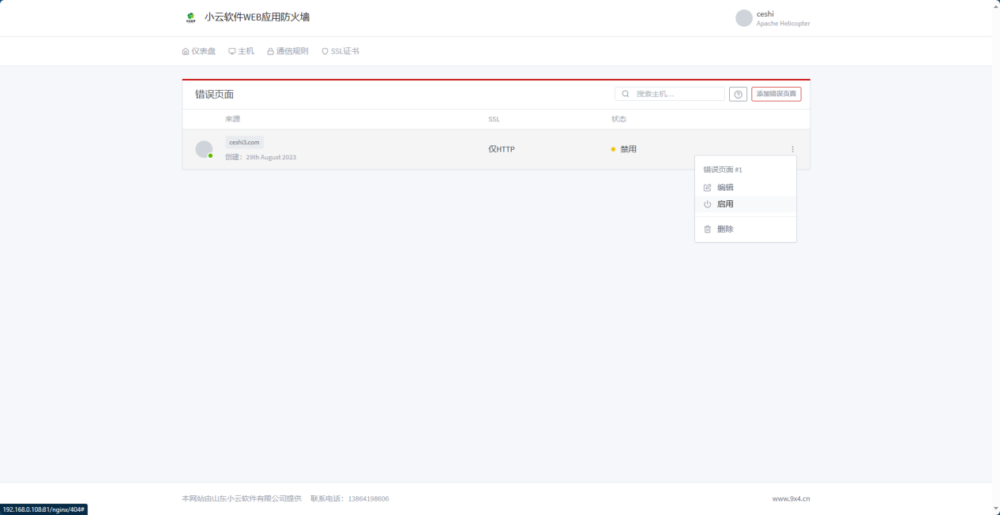 小云软件WEB应用防火墙
ceshi
Apache Helicopter
仪表盘 主机 通信规则 SSL证书
错误页面 搜索主机... 添加错误页面
来源 SSL 状态
ceshi3.com
创建：29th August 2023
仅HTTP 禁用
错误页面 #1
编辑
启用
删除
本网站由山东小云软件有限公司提供 联系电话：13864198606 www.9x4.cn
192.168.0.108:81/nginx/404#